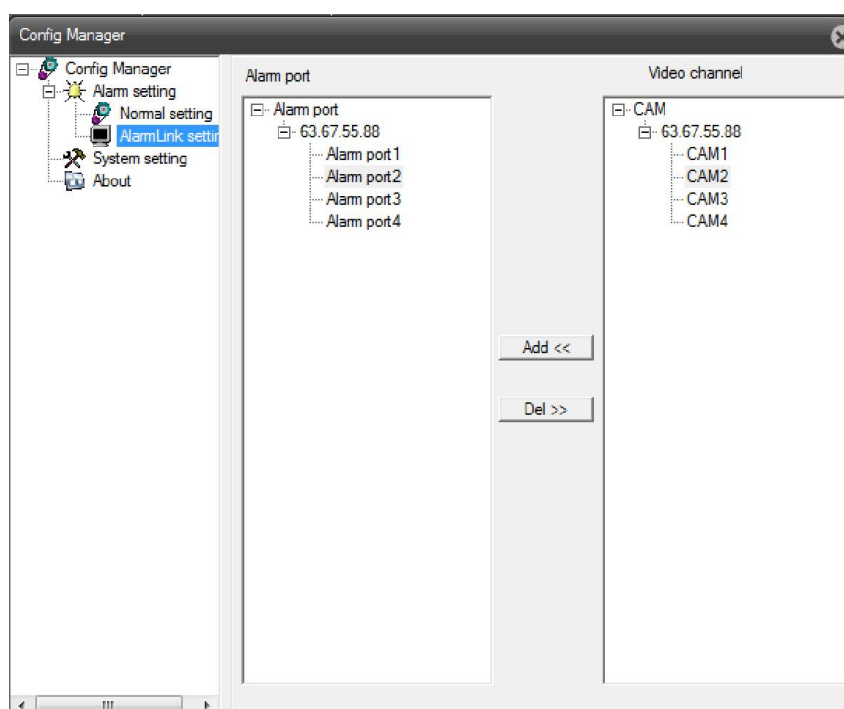 Config Manager
Config Manager
Alarm setting
Normal setting
AlarmLink settin
System setting
About
Alarm port
Alarm port
63.67.55.88
Alarm port1
Alarm port2
Alarm port3
Alarm port4
Add <<
Del >>
Video channel
CAM
63.67.55.88
CAM1
CAM2
CAM3
CAM4